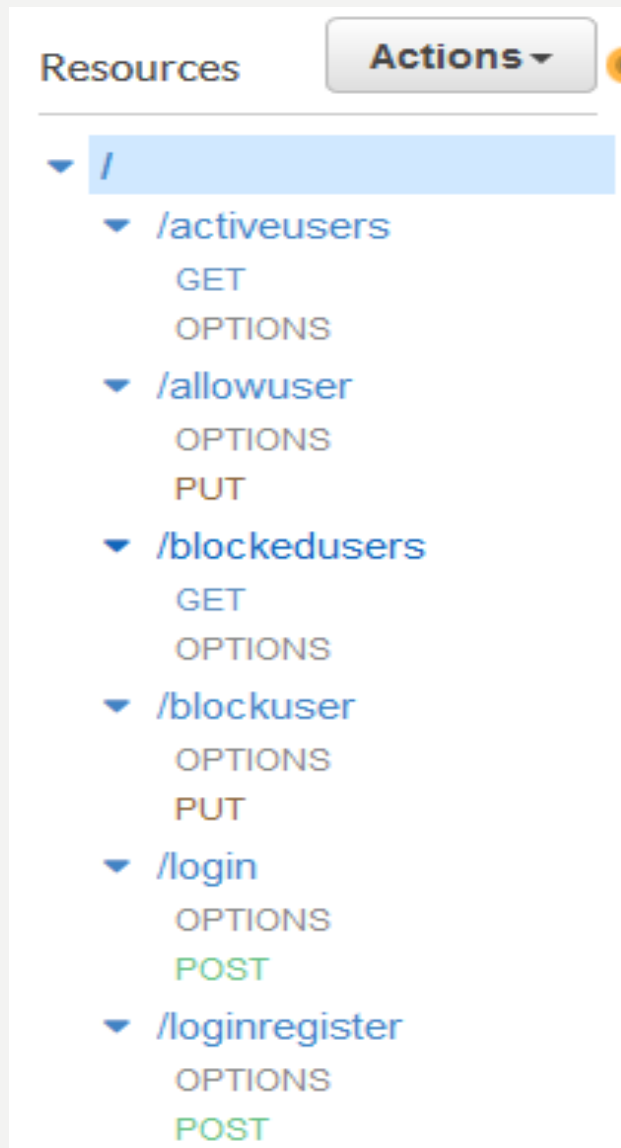 Resources Actions
/
/activeusers
GET
OPTIONS
/allowuser
OPTIONS
PUT
/blockedusers
GET
OPTIONS
/blockuser
OPTIONS
PUT
/login
OPTIONS
POST
/loginregister
OPTIONS
POST